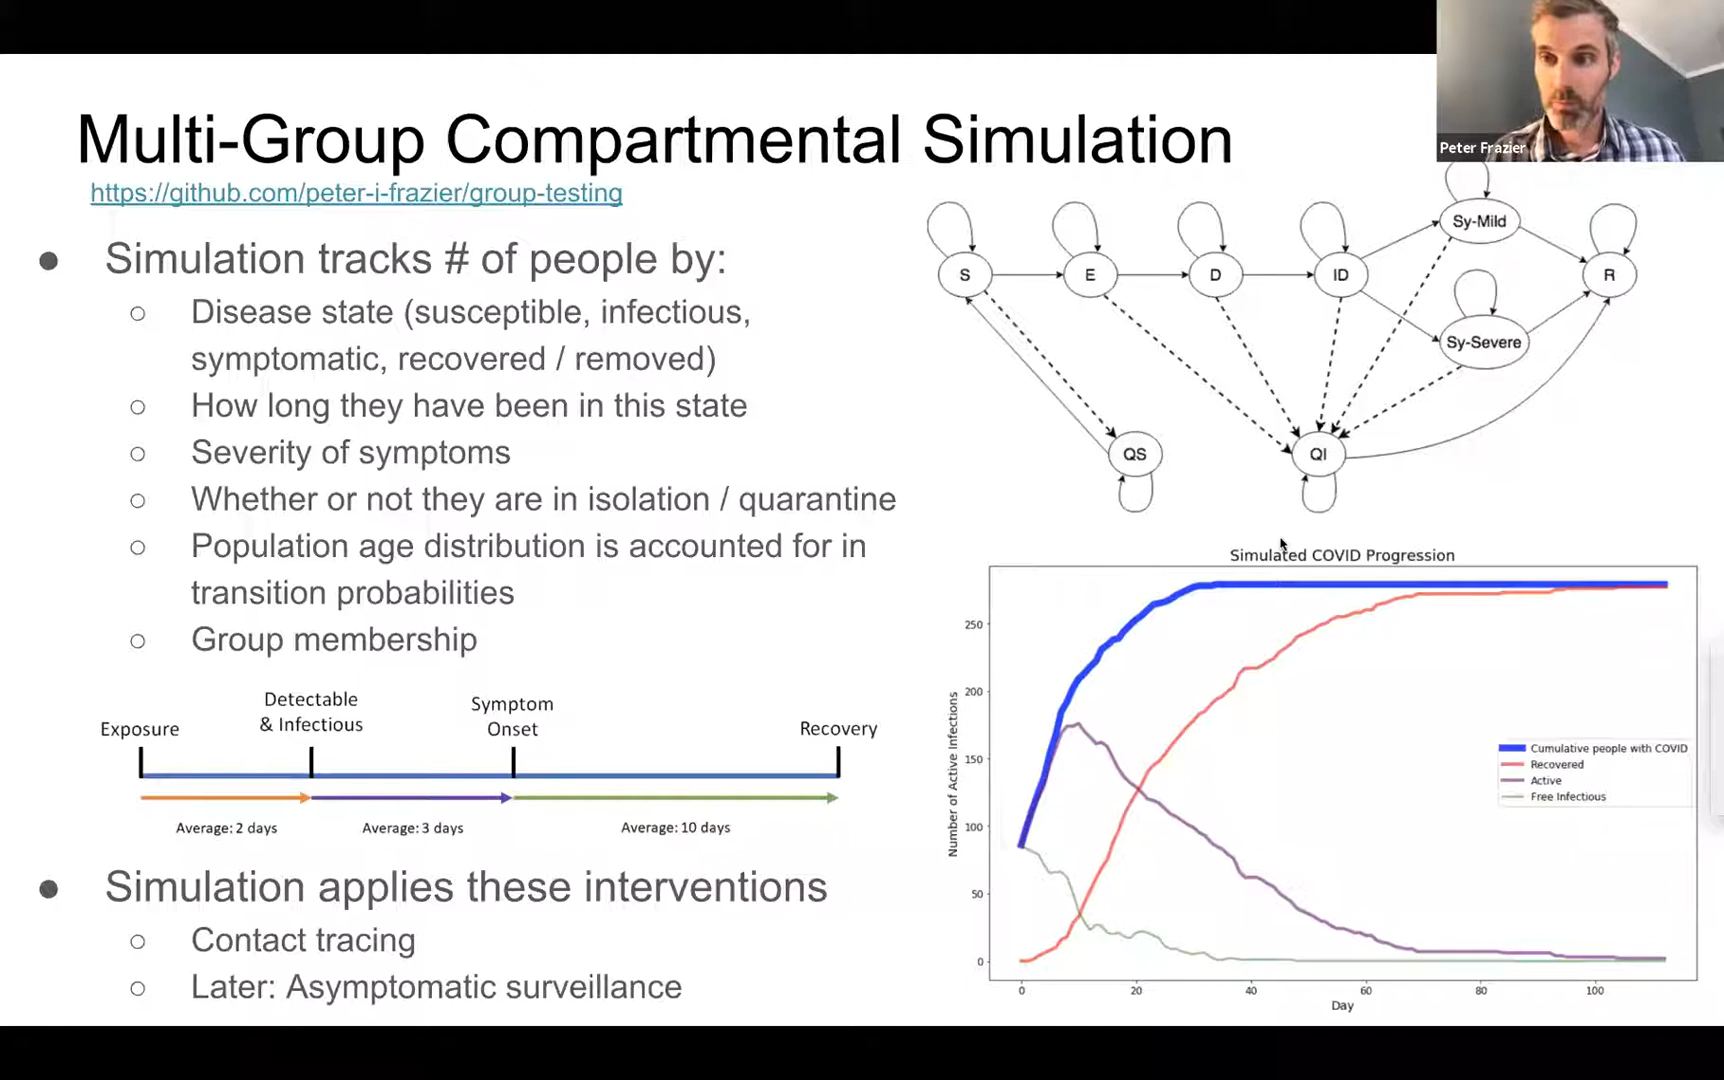 Peter Frazier
Multi-Group Compartmental Simulation
https://github.com/peter-i-frazier/group-testing
● Simulation tracks # of people by:
○ Disease state (susceptible, infectious,
symptomatic, recovered / removed)
○ How long they have been in this state
○ Severity of symptoms
○ Whether or not they are in isolation / quarantine
○ Population age distribution is accounted for in
transition probabilities
○ Group membership
Exposure
Detectable
& Infectious
Symptom
Onset
Recovery
Average: 2 days
Average: 3 days
Average: 10 days
● Simulation applies these interventions
○ Contact tracing
○ Later: Asymptomatic surveillance
S
E
D
ID
Sy-Mild
Sy-Severe
R
QS
QI
Simulated COVID Progression
Number of Active Infections
250
200
150
100
50
0
Cumulative people with COVID
Recovered
Active
Free Infectious
0 20 40 60 80 100
Day